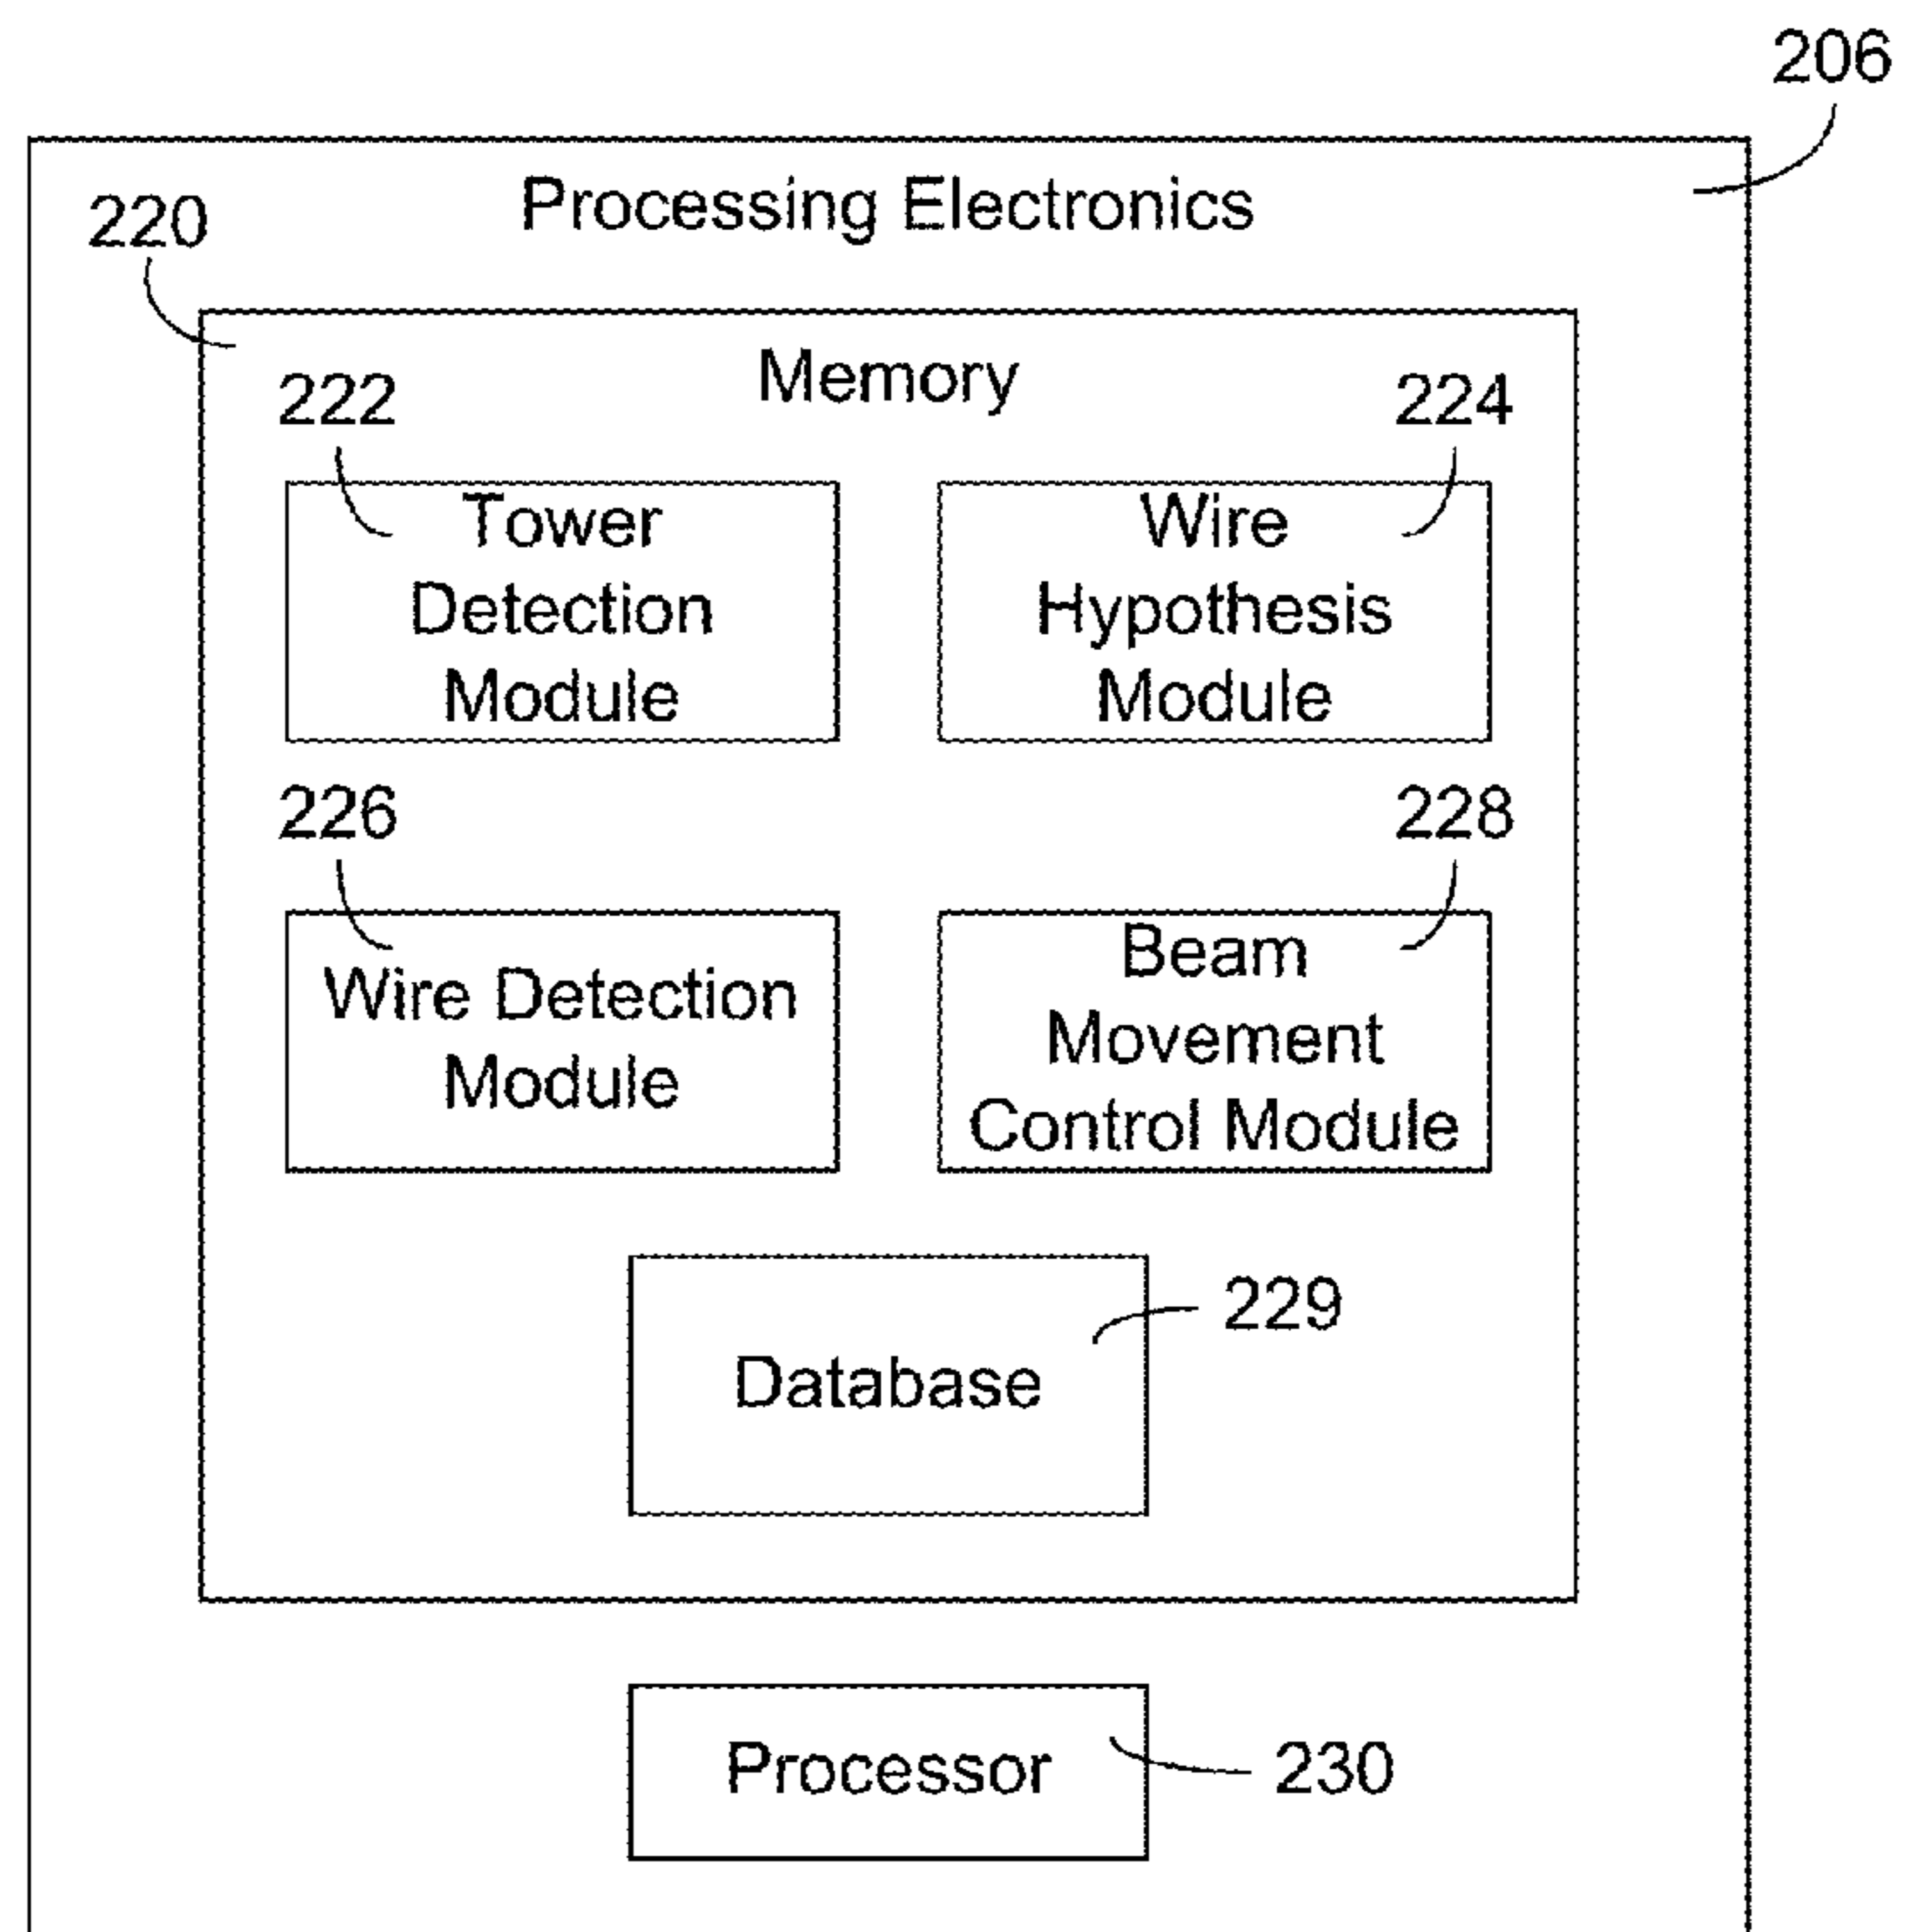 206
Processing Electronics
220
Memory
222
224
Tower
Detection
Module
Wire
Hypothesis
Module
226
228
Wire Detection
Module
Beam
Movement
Control Module
229
Database
Processor
230